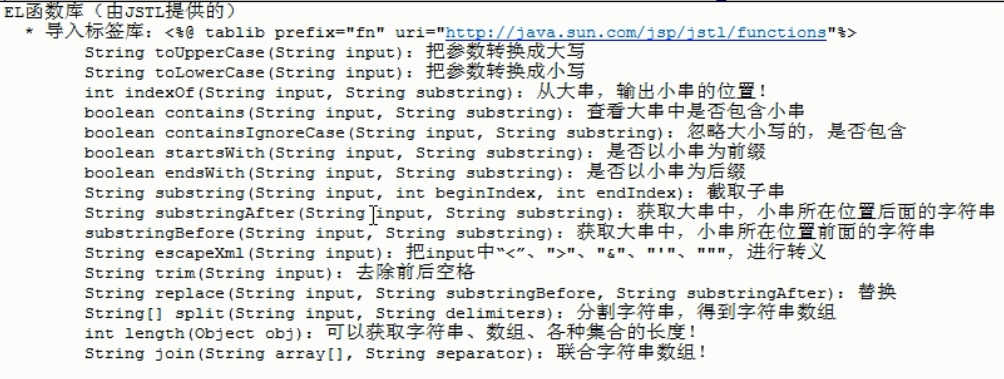 EL函数库（由JSTL提供的）
* 导入标签库：<%@ tablib prefix="fn" uri="http://java.sun.com/jsp/jstl/functions"%>
String toUpperCase(String input)：把参数转换成大写
String toLowerCase(String input)：把参数转换成小写
int indexOf(String input, String substring)：从大串，输出小串的位置！
boolean contains(String input, String substring)：查看大串中是否包含小串
boolean containsIgnoreCase(String input, String substring)：忽略大小写的，是否包含
boolean startsWith(String input, String substring)：是否以小串为前缀
boolean endsWith(String input, String substring)：是否以小串为后缀
String substring(String input, int beginIndex, int endIndex)：截取子串
String substringAfter(String input, String substring)：获取大串中，小串所在位置后面的字符串
substringBefore(String input, String substring)：获取大串中，小串所在位置前面的字符串
String escapeXml(String input)：把input中“<”、">"、"&"、"'"、"""，进行转义
String trim(String input)：去除前后空格
String replace(String input, String substringBefore, String substringAfter)：替换
String[] split(String input, String delimiters)：分割字符串，得到字符串数组
int length(Object obj)：可以获取字符串、数组、各种集合的长度！
String join(String array[], String separator)：联合字符串数组！